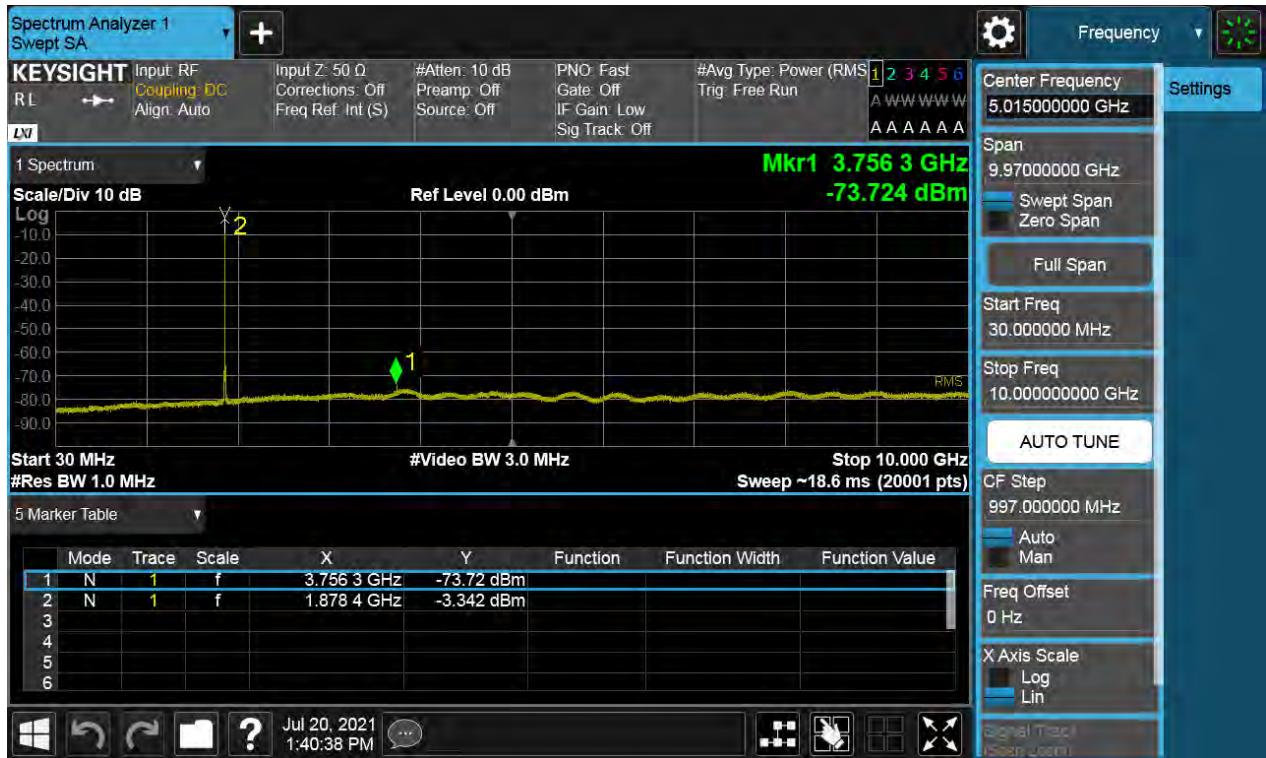 Spectrum Analyzer 1
Swept SA
+
Frequency
KEYSIGHT Input: RF Input Z: 50 Ω #Atten: 10 dB PNO: Fast #Avg Type: Power (RMS 1 2 3 4 5 6
RL Coupling: DC Corrections: Off Preamp: Off Gate: Off Trig: Free Run A W W W W W
Align: Auto Freq Ref: Int (S) Source: Off IF Gain: Low
LXI Sig Track: Off A A A A A A
Center Frequency
5.015000000 GHz
Settings
Span
9.97000000 GHz
Swept Span
Zero Span
Full Span
Start Freq
30.000000 MHz
Stop Freq
10.000000000 GHz
AUTO TUNE
CF Step
997.000000 MHz
Auto
Man
Freq Offset
0 Hz
X Axis Scale
Log
Lin
Signal Track
(Span Zoom)
1 Spectrum
Mkr1 3.756 3 GHz
Scale/Div 10 dB Ref Level 0.00 dBm -73.724 dBm
Log
2
-10.0
-20.0
-30.0
-40.0
-50.0
-60.0
1
-70.0
RMS
-80.0
-90.0
Start 30 MHz #Video BW 3.0 MHz Stop 10.000 GHz
#Res BW 1.0 MHz Sweep ~18.6 ms (20001 pts)
5 Marker Table
Mode Trace Scale X Y Function Function Width Function Value
1 N 1 f 3.756 3 GHz -73.72 dBm
2 N 1 f 1.878 4 GHz -3.342 dBm
3
4
5
6
?
Jul 20, 2021
1:40:38 PM